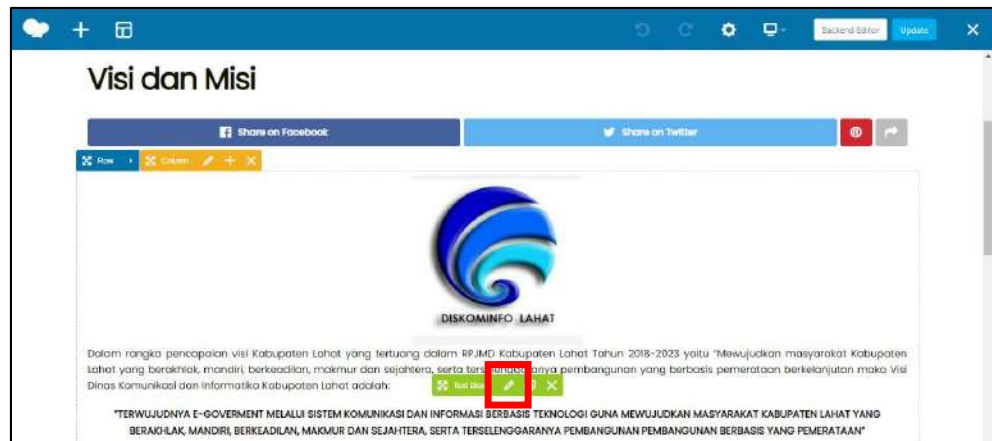 Backend Editor Update
Visi dan Misi
Share on Facebook
Share on Twitter
Row Column
DISKOMINFO LAHAT
Dalam rangka pencapaian visi Kabupaten Lahat yang tertuang dalam RPJMD Kabupaten Lahat Tahun 2018-2023 yaitu "Mewujudkan masyarakat Kabupaten
Lahat yang berakhlak, mandiri, berkeadilan, makmur dan sejahtera, serta pembangunan yang berbasis pemerataan berkelanjutan maka Visi
Dinas Komunikasi dan Informatika Kabupaten Lahat adalah:
Text
"TERWUJUDNYA E-GOVERMENT MELALUI SISTEM KOMUNIKASI DAN INFORMASI BERBASIS TEKNOLOGI GUNA MEWUJUDKAN MASYARAKAT KABUPATEN LAHAT YANG
BERAKHLAK, MANDIRI, BERKEADILAN, MAKMUR DAN SEJAHTERA, SERTA TERSELENGGARANYA PEMBANGUNAN PEMBANGUNAN BERBASIS YANG PEMERATAAN"